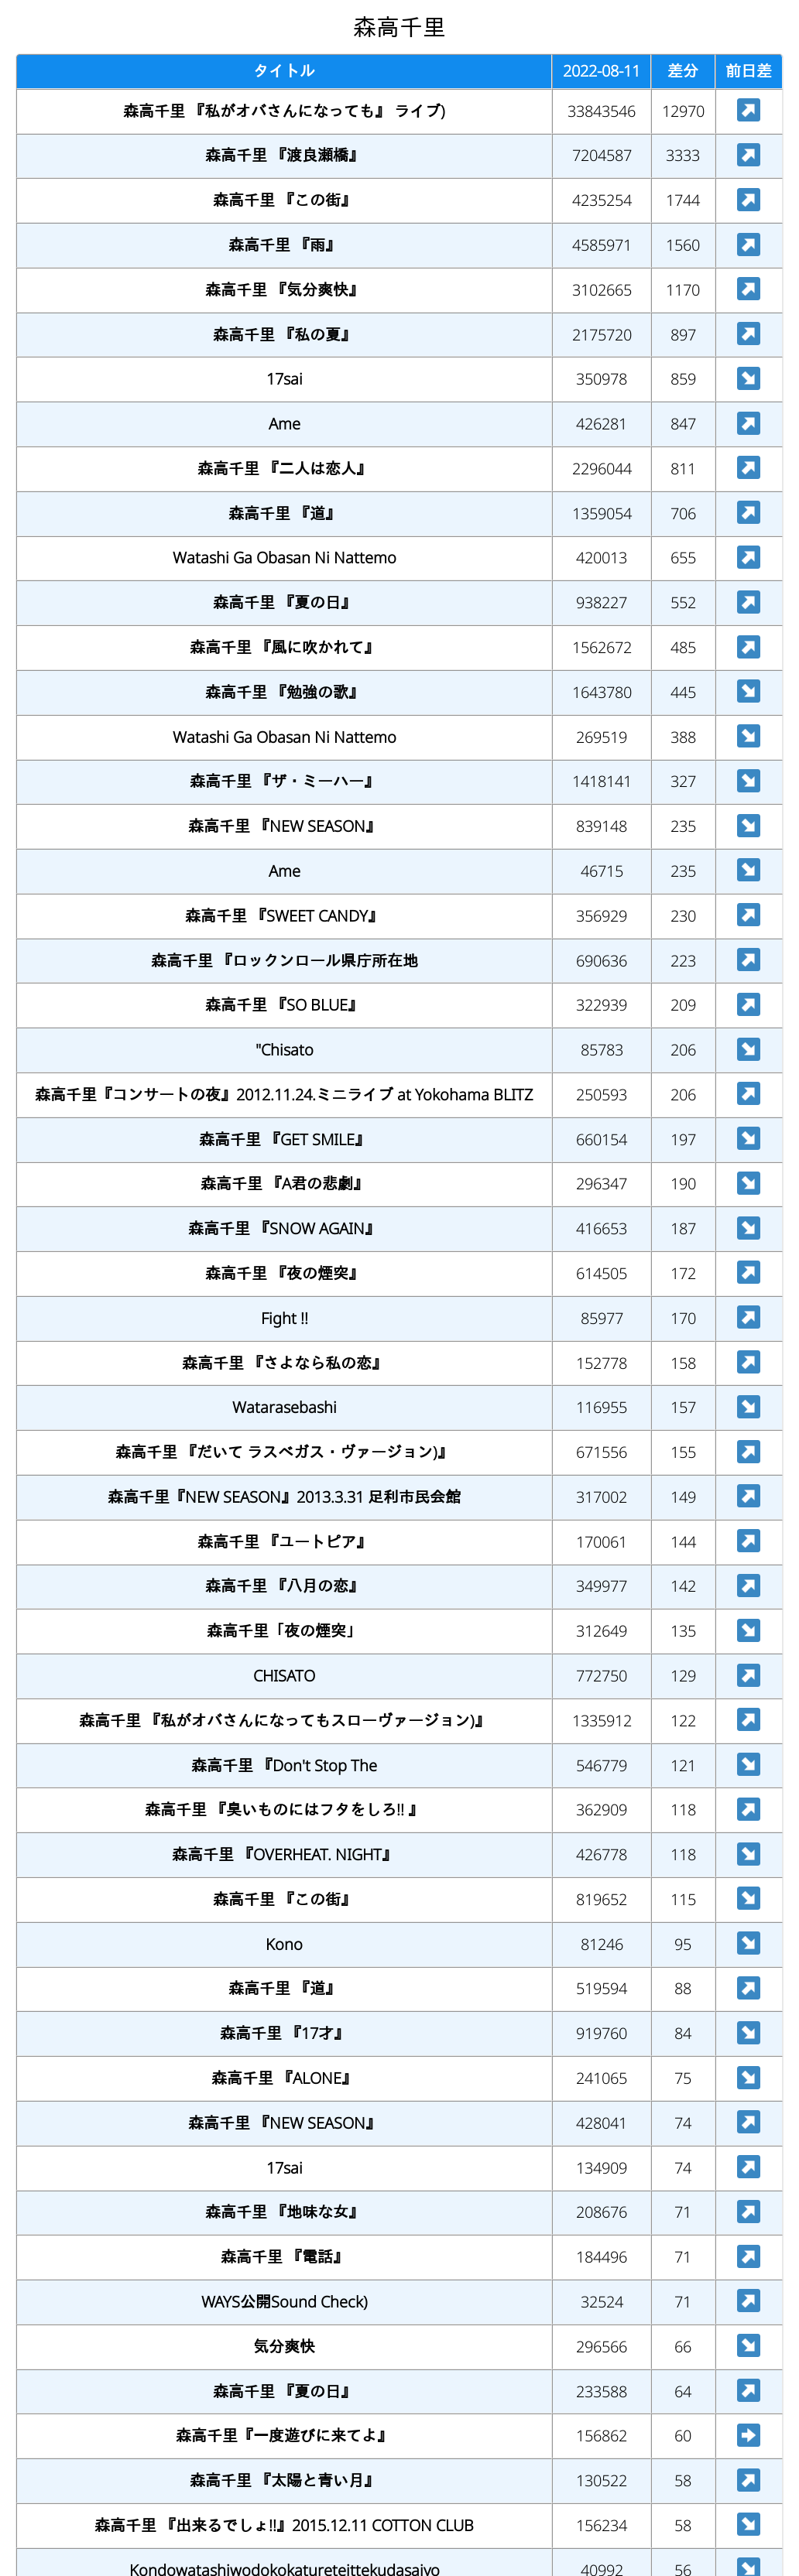 森高千里
タイトル 2022-08-11 差分 前日差
森高千里 『私がオバさんになっても』 ライブ) 33843546 12970
森高千里 『渡良瀬橋』 7204587 3333
森高千里 『この街』 4235254 1744
森高千里 『雨』 4585971 1560
森高千里 『気分爽快』 3102665 1170
森高千里 『私の夏』 2175720 897
17sai 350978 859
Ame 426281 847
森高千里 『二人は恋人』 2296044 811
森高千里 『道』 1359054 706
Watashi Ga Obasan Ni Nattemo 420013 655
森高千里 『夏の日』 938227 552
森高千里 『風に吹かれて』 1562672 485
森高千里 『勉強の歌』 1643780 445
Watashi Ga Obasan Ni Nattemo 269519 388
森高千里 『ザ・ミーハー』 1418141 327
森高千里 『NEW SEASON』 839148 235
Ame 46715 235
森高千里 『SWEET CANDY』 356929 230
森高千里 『ロックンロール県庁所在地 690636 223
森高千里 『SO BLUE』 322939 209
"Chisato 85783 206
森高千里『コンサートの夜』2012.11.24.ミニライブ at Yokohama BLITZ 250593 206
森高千里 『GET SMILE』 660154 197
森高千里 『A君の悲劇』 296347 190
森高千里 『SNOW AGAIN』 416653 187
森高千里 『夜の煙突』 614505 172
Fight !! 85977 170
森高千里 『さよなら私の恋』 152778 158
Watarasebashi 116955 157
森高千里 『だいて ラスベガス・ヴァージョン)』 671556 155
森高千里『NEW SEASON』2013.3.31 足利市民会館 317002 149
森高千里 『ユートピア』 170061 144
森高千里 『八月の恋』 349977 142
森高千里「夜の煙突」 312649 135
CHISATO 772750 129
森高千里 『私がオバさんになってもスローヴァージョン)』 1335912 122
森高千里 『Don't Stop The 546779 121
森高千里 『臭いものにはフタをしろ!! 』 362909 118
森高千里 『OVERHEAT. NIGHT』 426778 118
森高千里 『この街』 819652 115
Kono 81246 95
森高千里 『道』 519594 88
森高千里 『17才』 919760 84
森高千里 『ALONE』 241065 75
森高千里 『NEW SEASON』 428041 74
17sai 134909 74
森高千里 『地味な女』 208676 71
森高千里 『電話』 184496 71
WAYS公開Sound Check) 32524 71
気分爽快 296566 66
森高千里 『夏の日』 233588 64
森高千里『一度遊びに来てよ』 156862 60
森高千里 『太陽と青い月』 130522 58
森高千里 『出来るでしょ!!』2015.12.11 COTTON CLUB 156234 58
Kondowatashiwodokokatureteittekudasaiyo 40992 56